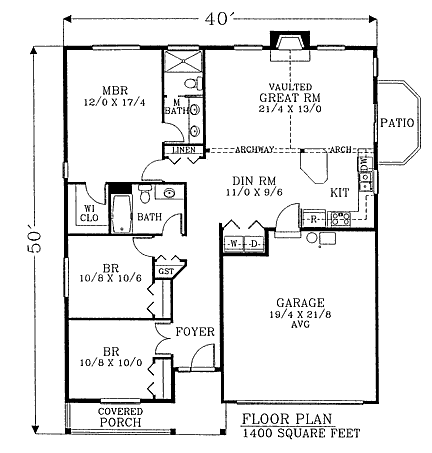 40'
MBR
12/0 X 17/4
M
BATH
VAULTED
GREAT RM
21/4 X 13/0
PATIO
LINEN
ARCHWAY
ARCH
DW
DIN RM
11/0 X 9/6
KIT
WI
CLO
BATH
R
50'
W
D
BR
10/8 X 10/6
GST
GARAGE
19/4 X 21/8
AVG
FOYER
BR
10/8 X 10/0
COVERED
PORCH
FLOOR PLAN
1400 SQUARE FEET